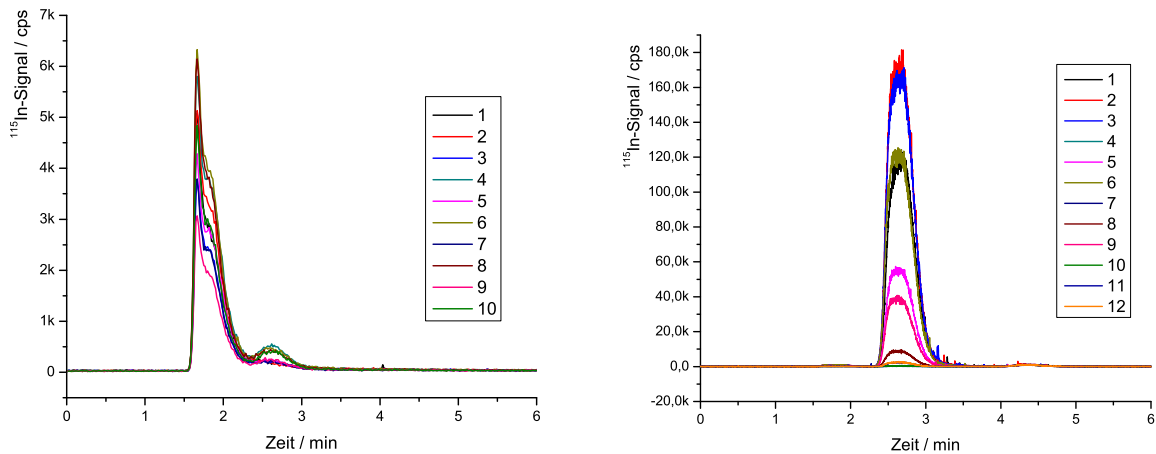 7k
6k
5k
4k
3k
2k
1k
0
¹¹⁵In-Signal / cps
0 1 2 3 4 5 6
Zeit / min
1
2
3
4
5
6
7
8
9
10
180,0k
160,0k
140,0k
120,0k
100,0k
80,0k
60,0k
40,0k
20,0k
0,0
-20,0k
¹¹⁵In-Signal / cps
0 1 2 3 4 5 6
Zeit / min
1
2
3
4
5
6
7
8
9
10
11
12